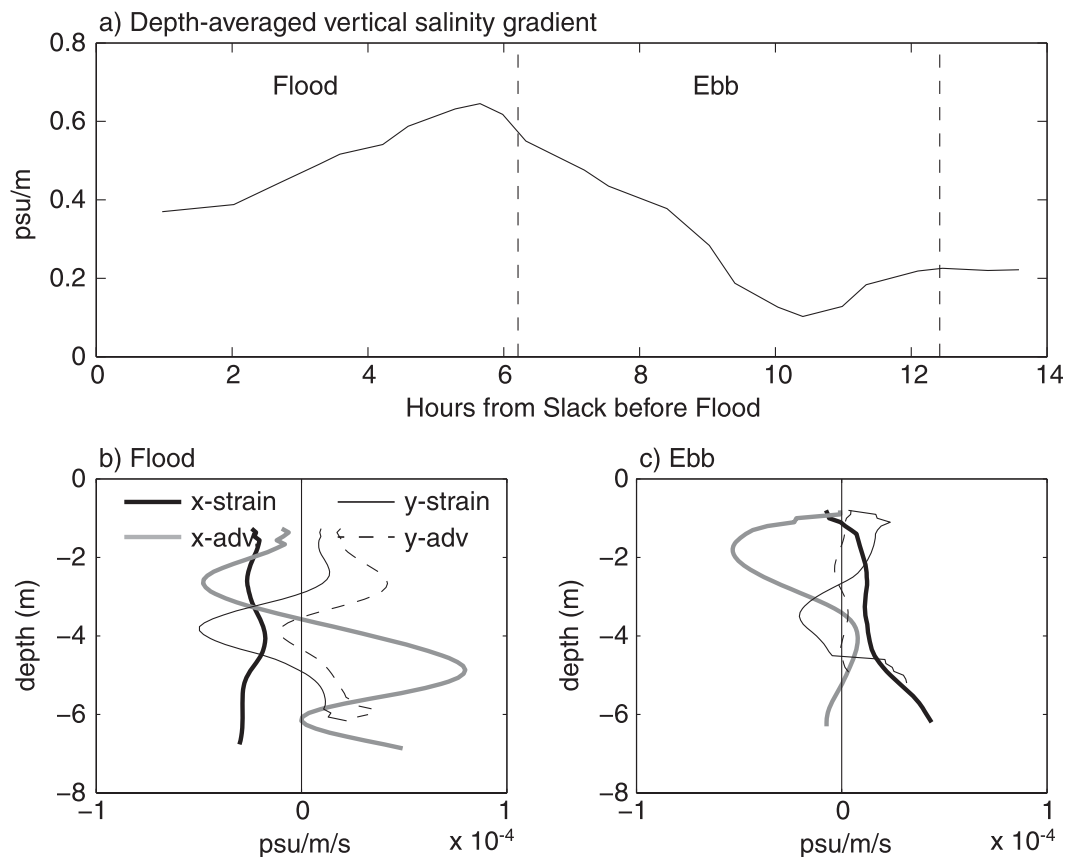 a) Depth-averaged vertical salinity gradient
0.8
0.6
0.4
0.2
0
psu/m
Flood
Ebb
0 2 4 6 8 10 12 14
Hours from Slack before Flood
b) Flood
0
−2
−4
−6
−8
depth (m)
x-strain
y-strain
x-adv
y-adv
−1 0 1
x 10-4
psu/m/s
c) Ebb
0
−2
−4
−6
−8
depth (m)
−1 0 1
x 10-4
psu/m/s